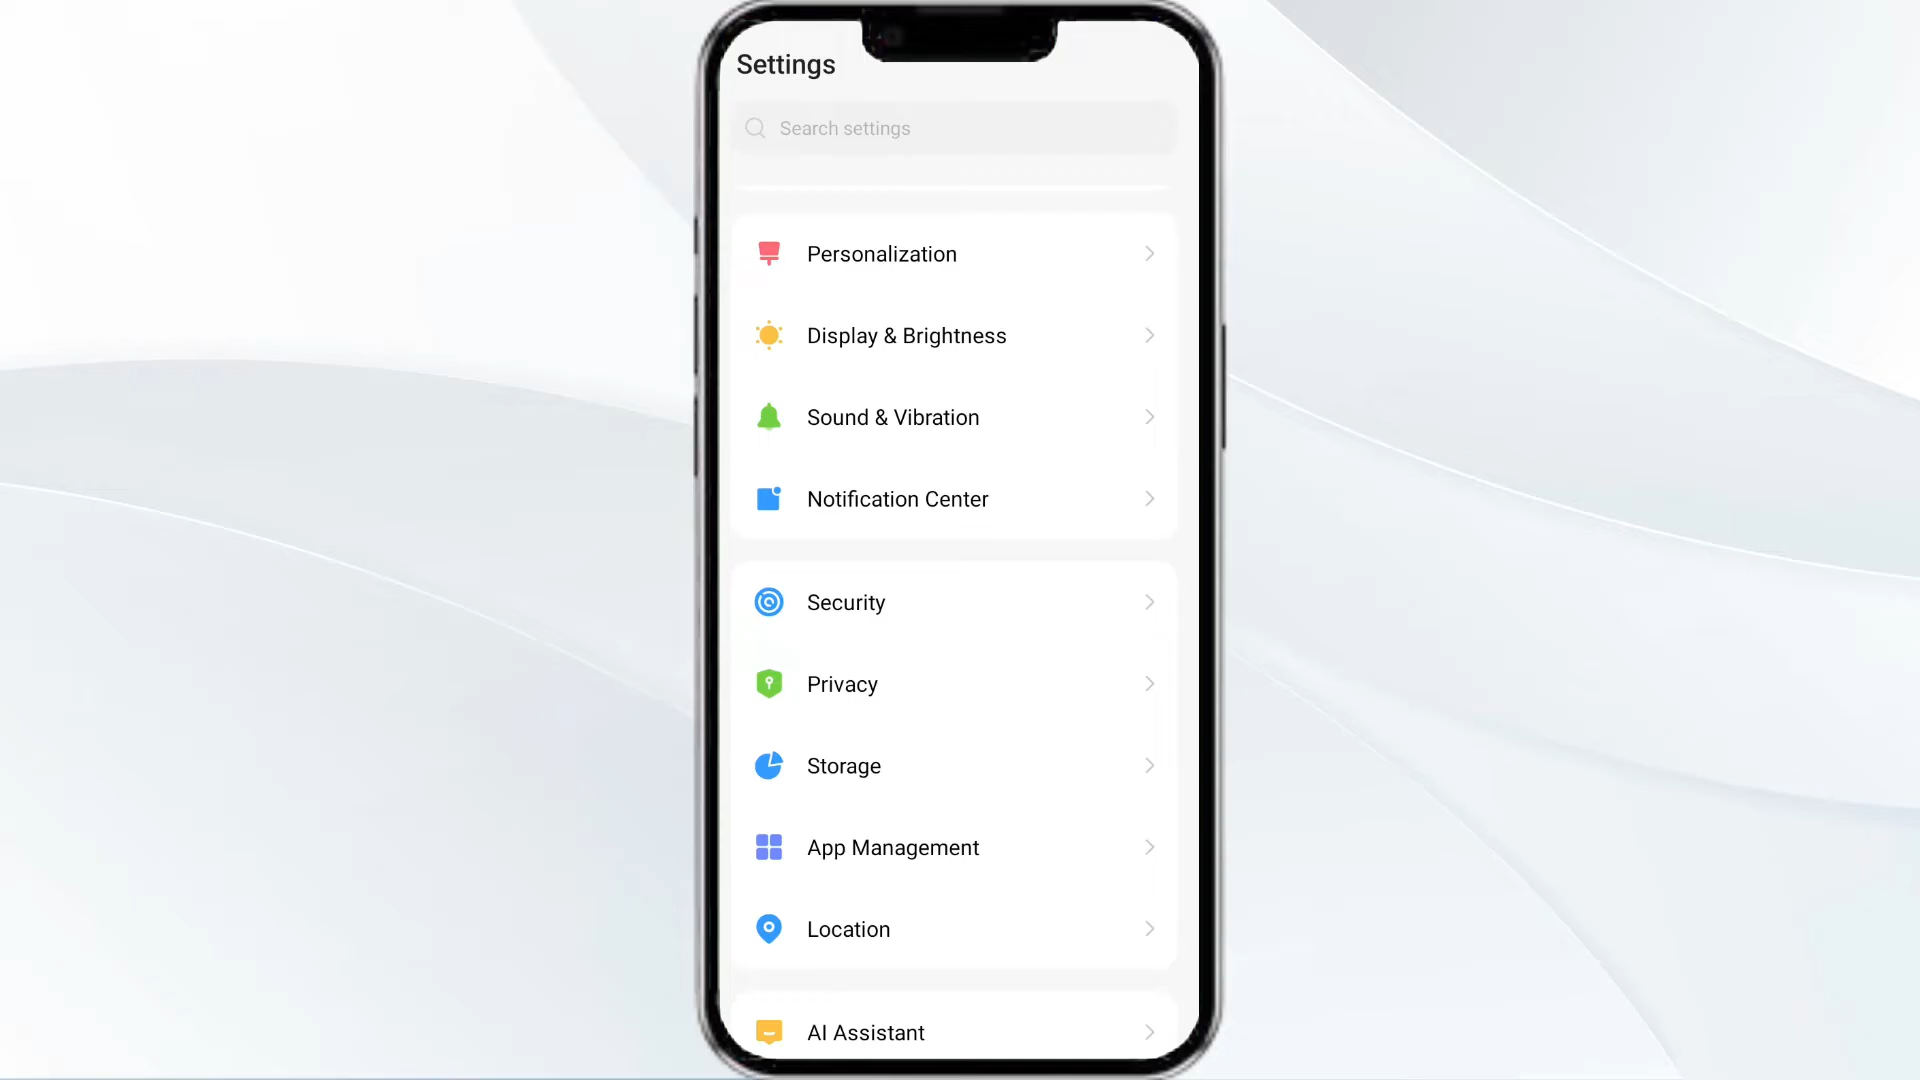 Settings
Search settings
Personalization
Display & Brightness
Sound & Vibration
Notification Center
Security
Privacy
Storage
App Management
Location
AI Assistant